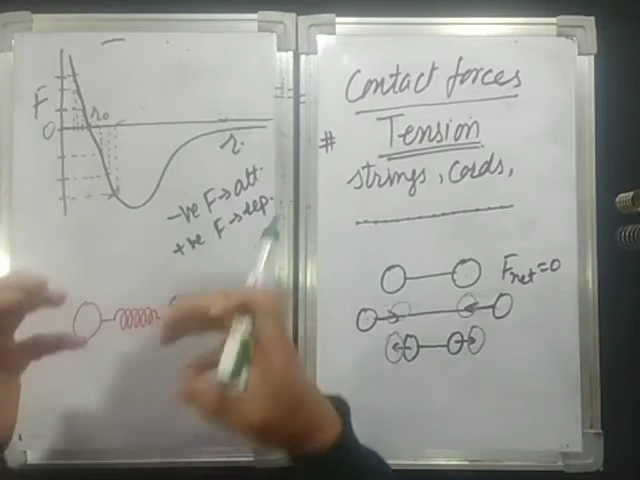 F
r₀
0
r.
-ve F→att.
+ve F→rep.
Contact forces
# Tension
strings, Cords,
Fnet=0